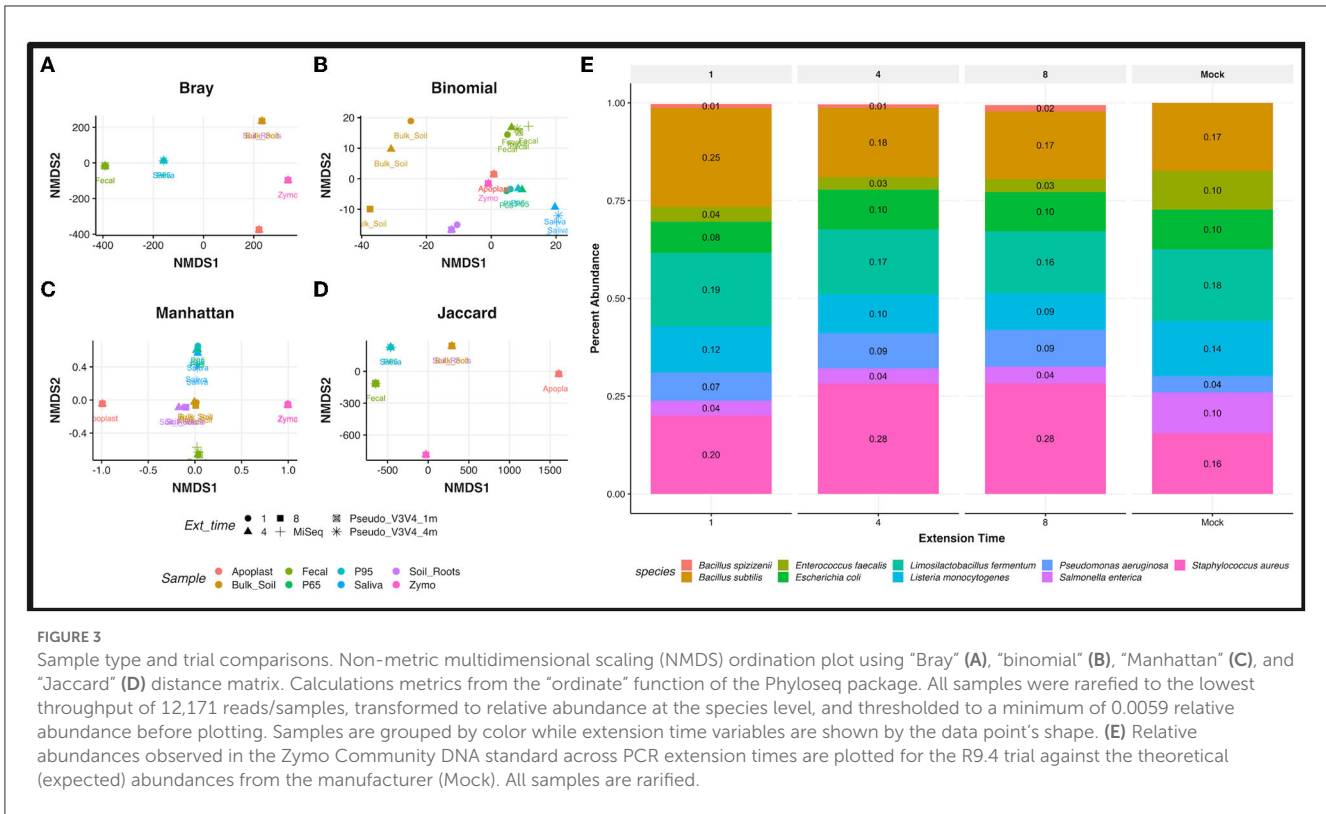 A
Bray
NMDS2
200
0
-200
-400
Fecal
Saliva
Zymo
-400
-200
0
200
NMDS1
B
Binomial
NMDS2
20
10
0
-10
Bulk_Soil
Bulk_Soil
Fecal
Fecal
Fecal
Apoplast
Zymo
P65
P95
Saliva
Saliva
-20
0
20
NMDS1
C
Manhattan
NMDS2
0.4
0.0
-0.4
Saliva
Saliva
Bulk_Soil
Zymo
-1.0
-0.5
0.0
0.5
1.0
NMDS1
D
Jaccard
NMDS2
0
-300
-600
Saliva
Fecal
-500
0
500
1000
1500
NMDS1
Ext_time
1
8
Pseudo_V3V4_1m
4
MiSeq
Pseudo_V3V4_4m
Sample
Apoplast
Fecal
P95
Soil_Roots
Bulk_Soil
P65
Saliva
Zymo
E
1
4
8
Mock
Percent Abundance
1.00
0.75
0.50
0.25
0.00
0.01
0.25
0.04
0.08
0.19
0.12
0.07
0.04
0.20
0.01
0.18
0.03
0.10
0.17
0.10
0.09
0.04
0.28
0.02
0.17
0.03
0.10
0.16
0.09
0.09
0.04
0.28
0.17
0.10
0.10
0.18
0.14
0.04
0.10
0.16
1
4
8
Mock
Extension Time
species
Bacillus spizizenii
Enterococcus faecalis
Limosilactobacillus fermentum
Pseudomonas aeruginosa
Staphylococcus aureus
Bacillus subtilis
Escherichia coli
Listeria monocytogenes
Salmonella enterica
FIGURE 3
Sample type and trial comparisons. Non-metric multidimensional scaling (NMDS) ordination plot using “Bray” (A), “binomial” (B), “Manhattan” (C), and
“Jaccard” (D) distance matrix. Calculations metrics from the “ordinate” function of the Phyloseq package. All samples were rarefied to the lowest
throughput of 12,171 reads/samples, transformed to relative abundance at the species level, and thresholded to a minimum of 0.0059 relative
abundance before plotting. Samples are grouped by color while extension time variables are shown by the data point’s shape. (E) Relative
abundances observed in the Zymo Community DNA standard across PCR extension times are plotted for the R9.4 trial against the theoretical
(expected) abundances from the manufacturer (Mock). All samples are rarified.